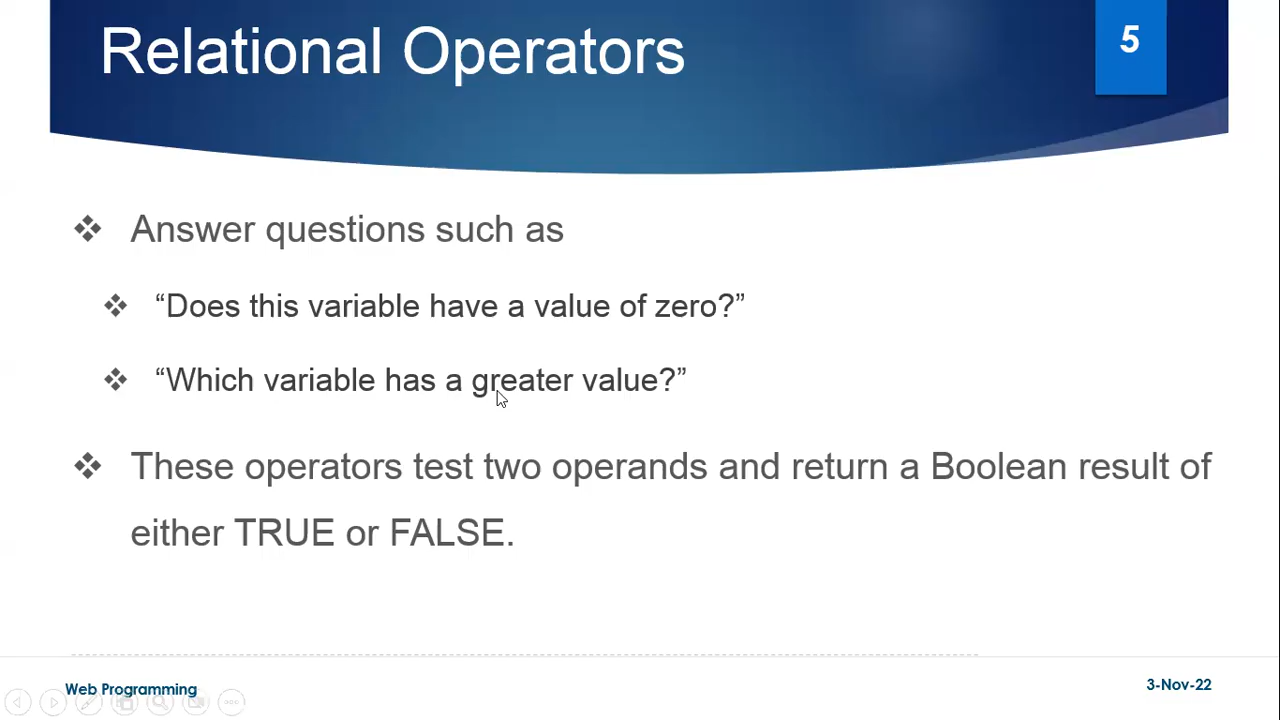 Relational Operators
5
Answer questions such as
“Does this variable have a value of zero?”
“Which variable has a greater value?”
These operators test two operands and return a Boolean result of
either TRUE or FALSE.
Web Programming
3-Nov-22